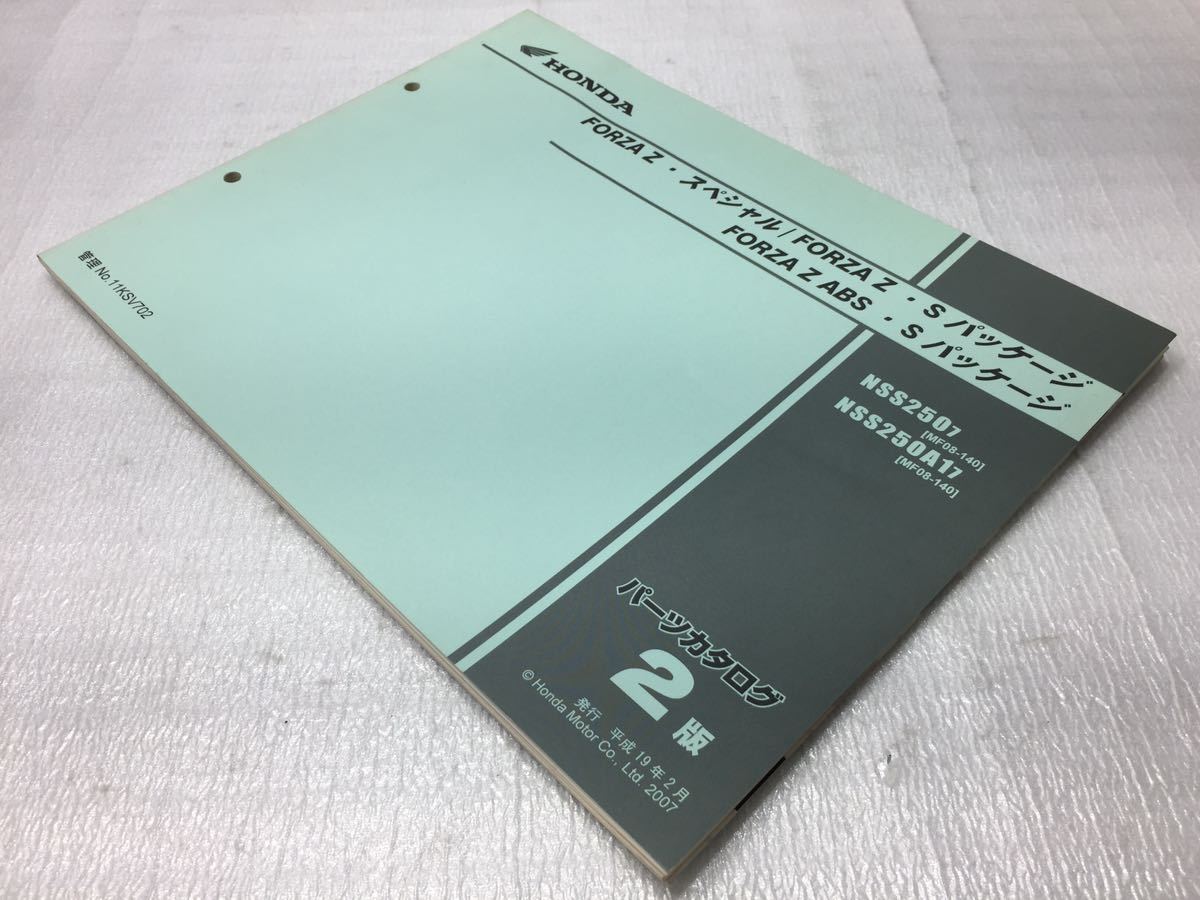 HONDA
FORZA Z・スペシャル/FORZA Z・Sパッケージ
FORZA Z ABS・Sパッケージ
NSS2507
[MF08-140]
NSS250A17
[MF08-140]
パーツカタログ
2版
発行 平成19年2月
© Honda Motor Co., Ltd. 2007
管理 No.11KSV702